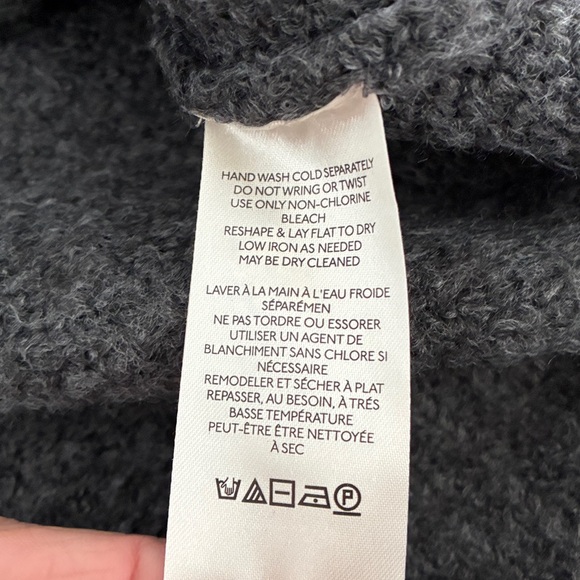 HAND WASH COLD SEPARATELY
DO NOT WRING OR TWIST
USE ONLY NON-CHLORINE
BLEACH
RESHAPE & LAY FLAT TO DRY
LOW IRON AS NEEDED
MAY BE DRY CLEANED
LAVER À LA MAIN À L'EAU FROIDE
SÉPARÉMEN
NE PAS TORDRE OU ESSORER
UTILISER UN AGENT DE
BLANCHIMENT SANS CHLORE SI
NÉCESSAIRE
REMODELER ET SÉCHER À PLAT
REPASSER, AU BESOIN, À TRÉS
BASSE TEMPÉRATURE
PEUT-ÊTRE ÊTRE NETTOYÉE
À SEC
P